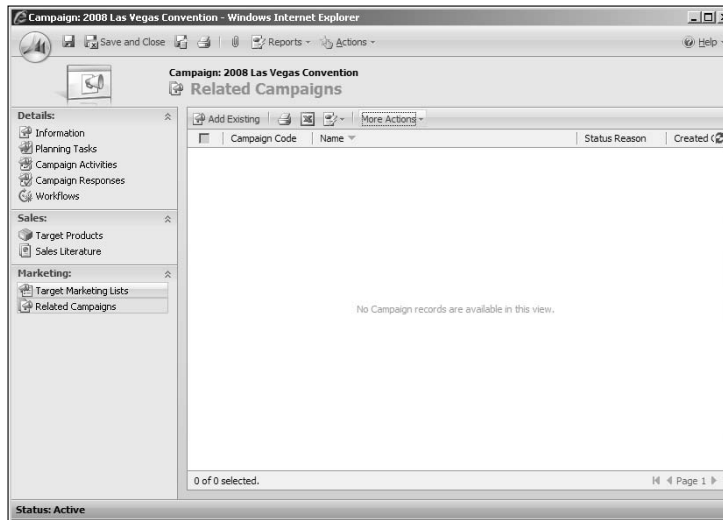 Campaign: 2008 Las Vegas Convention - Windows Internet Explorer
Save and Close Reports Actions Help
Campaign: 2008 Las Vegas Convention
Related Campaigns
Details:
Information
Planning Tasks
Campaign Activities
Campaign Responses
Workflows
Sales:
Target Products
Sales Literature
Marketing:
Target Marketing Lists
Related Campaigns
Add Existing More Actions
Campaign Code Name Status Reason Created
No Campaign records are available in this view.
0 of 0 selected. Page 1
Status: Active